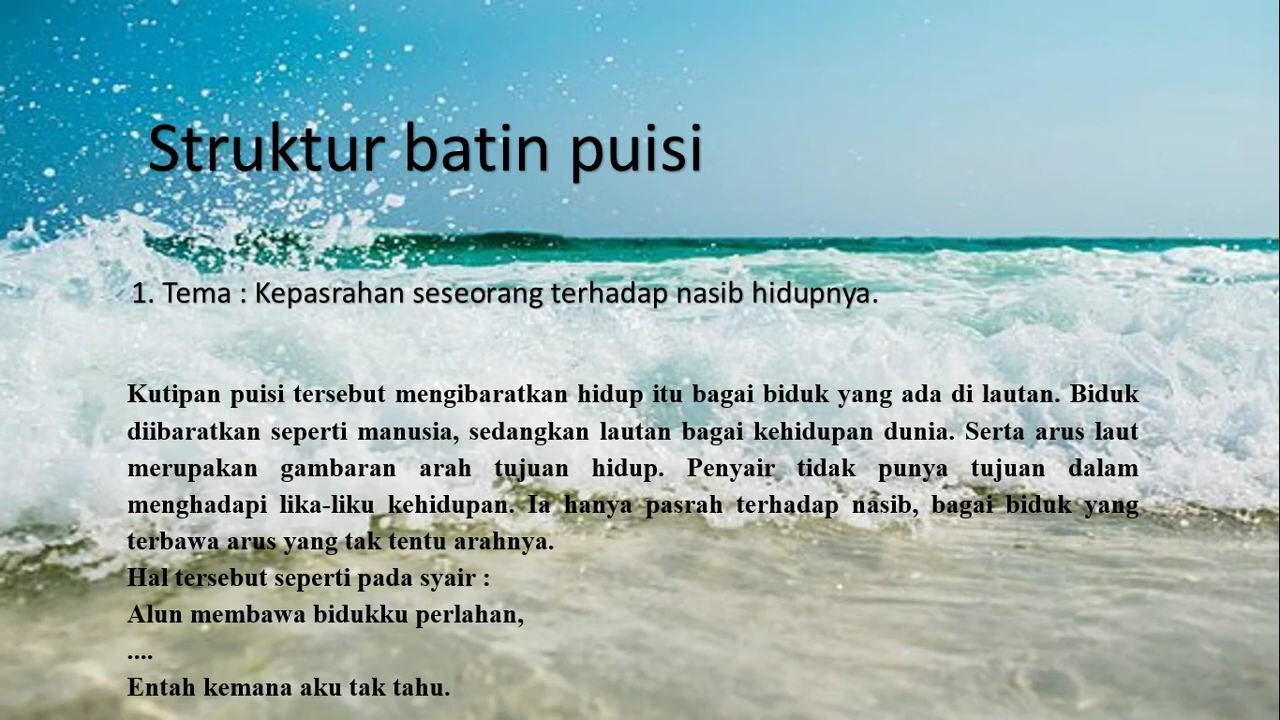 Struktur batin puisi
1. Tema : Kepasrahan seseorang terhadap nasib hidupnya.
Kutipan puisi tersebut mengibaratkan hidup itu bagai biduk yang ada di lautan. Biduk
diibaratkan seperti manusia, sedangkan lautan bagai kehidupan dunia. Serta arus laut
merupakan gambaran arah tujuan hidup. Penyair tidak punya tujuan dalam
menghadapi lika-liku kehidupan. Ia hanya pasrah terhadap nasib, bagai biduk yang
terbawa arus yang tak tentu arahnya.
Hal tersebut seperti pada syair :
Alun membawa bidukku perlahan,
....
Entah kemana aku tak tahu.